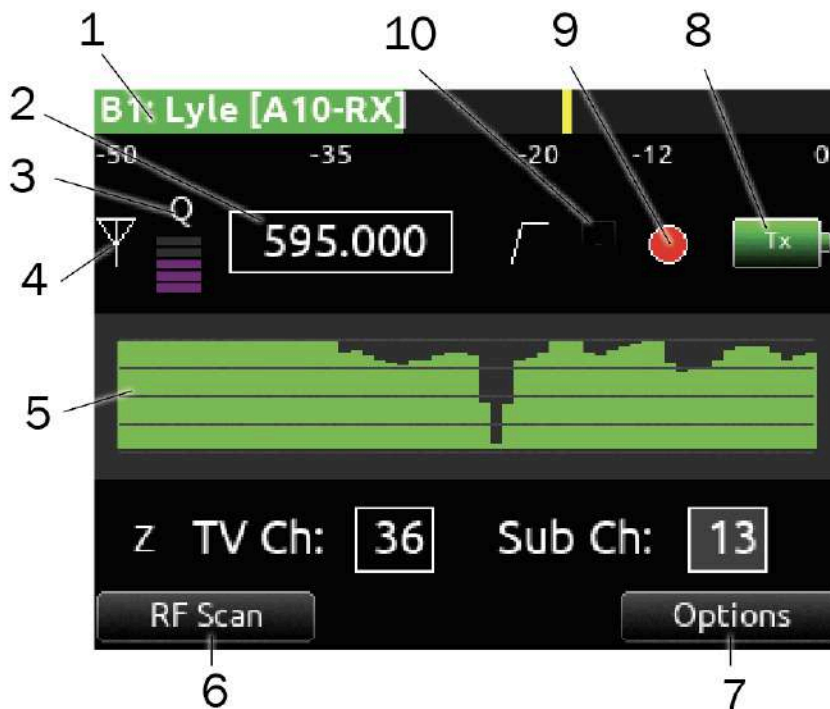 1 10 9 8
B1: Lyle [A10-RX]
2
-50 -35 -20 -12 0
3 Q
595.000 Tx
4
5
Z TV Ch: 36 Sub Ch: 13
RF Scan Options
6 7